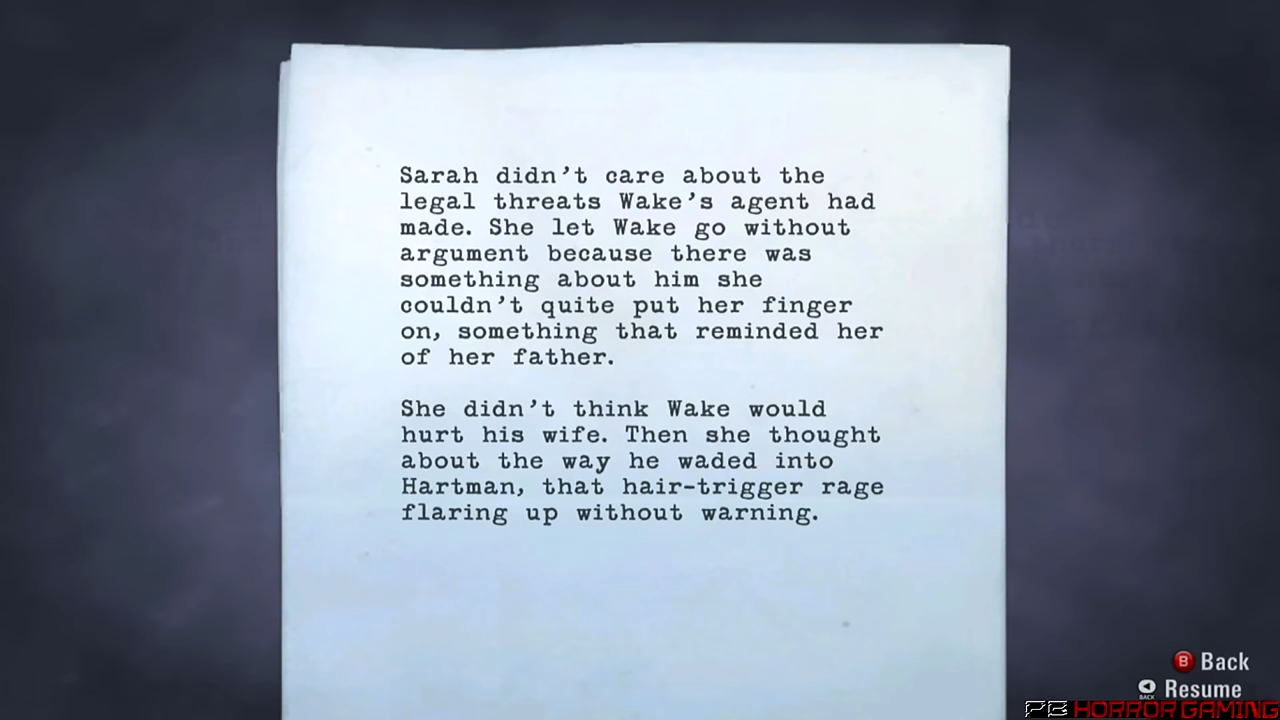 Sarah didn’t care about the
legal threats Wake’s agent had
made. She let Wake go without
argument because there was
something about him she
couldn’t quite put her finger
on, something that reminded her
of her father.
She didn’t think Wake would
hurt his wife. Then she thought
about the way he waded into
Hartman, that hair-trigger rage
flaring up without warning.
B Back
BACK Resume
HORROR GAMING